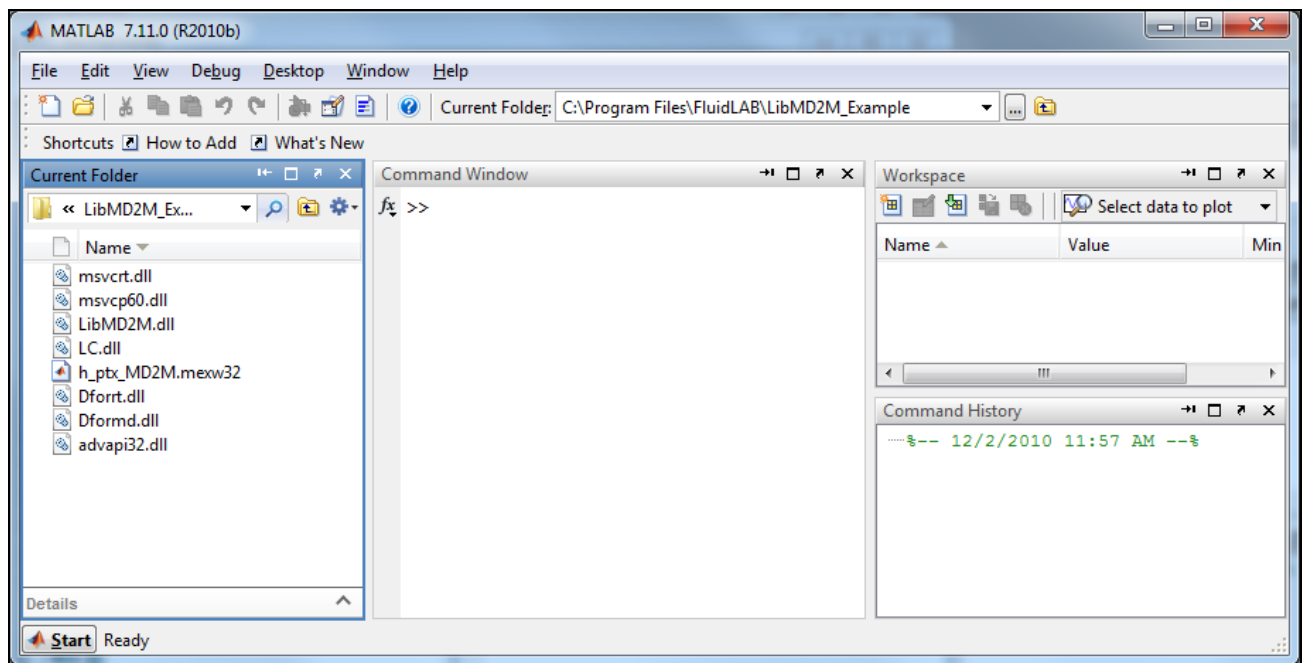 MATLAB 7.11.0 (R2010b)
File Edit View Debug Desktop Window Help
Current Folder: C:\Program Files\FluidLAB\LibMD2M_Example
Shortcuts How to Add What's New
Current Folder
« LibMD2M_Ex...
Name
msvcrt.dll
msvcp60.dll
LibMD2M.dll
LC.dll
h_ptx_MD2M.mexw32
Dforrt.dll
Dformd.dll
advapi32.dll
Details
Command Window
fx >>
Workspace
Select data to plot
Name Value Min
Command History
%-- 12/2/2010 11:57 AM --%
Start Ready